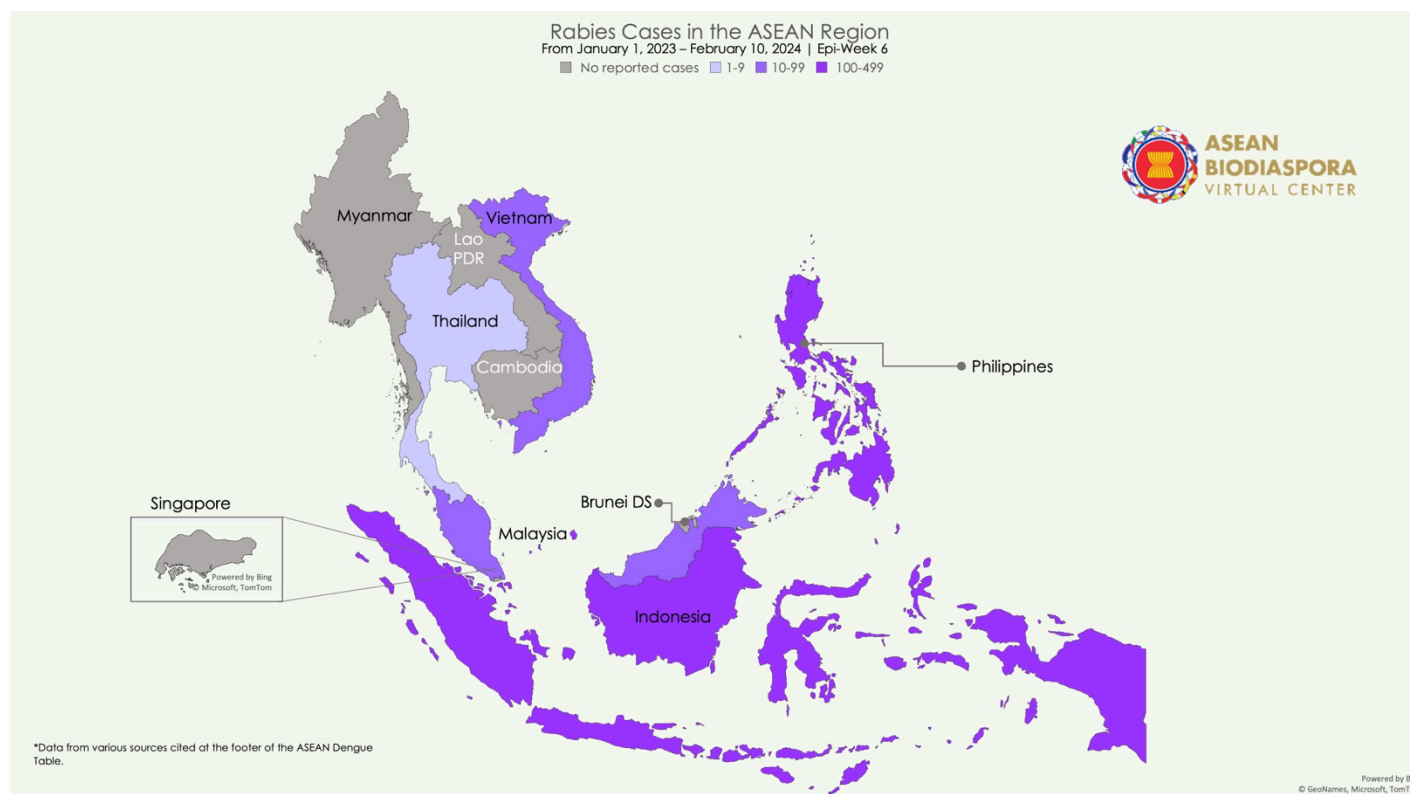 Rabies Cases in the ASEAN Region
From January 1, 2023 – February 10, 2024 | Epi-Week 6
No reported cases 1-9 10-99 100-499
ASEAN
BIODIASPORA
VIRTUAL CENTER
Myanmar
Vietnam
Lao
PDR
Thailand
Cambodia
Philippines
Singapore
Powered by Bing
© Microsoft, TomTom
Brunei DS
Malaysia
Indonesia
*Data from various sources cited at the footer of the ASEAN Dengue
Table.
Powered by B
© GeoNames, Microsoft, TomT